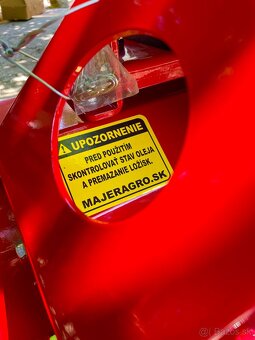 UPOZORNENIE
PRED POUŽITÍM
SKONTROLOVAŤ STAV OLEJA
A PREMAZANIE LOŽÍSK.
MAJERAGRO.SK